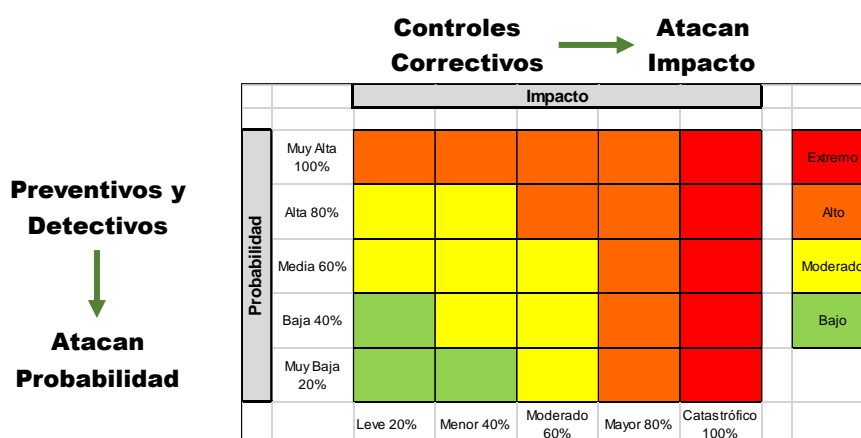 Controles
Correctivos
Atacan
Impacto
Impacto
Preventivos y
Detectivos
Atacan
Probabilidad
Probabilidad
Muy Alta
100%
Alta 80%
Media 60%
Baja 40%
Muy Baja
20%
Leve 20%
Menor 40%
Moderado
60%
Mayor 80%
Catastrófico
100%
Extremo
Alto
Moderado
Bajo